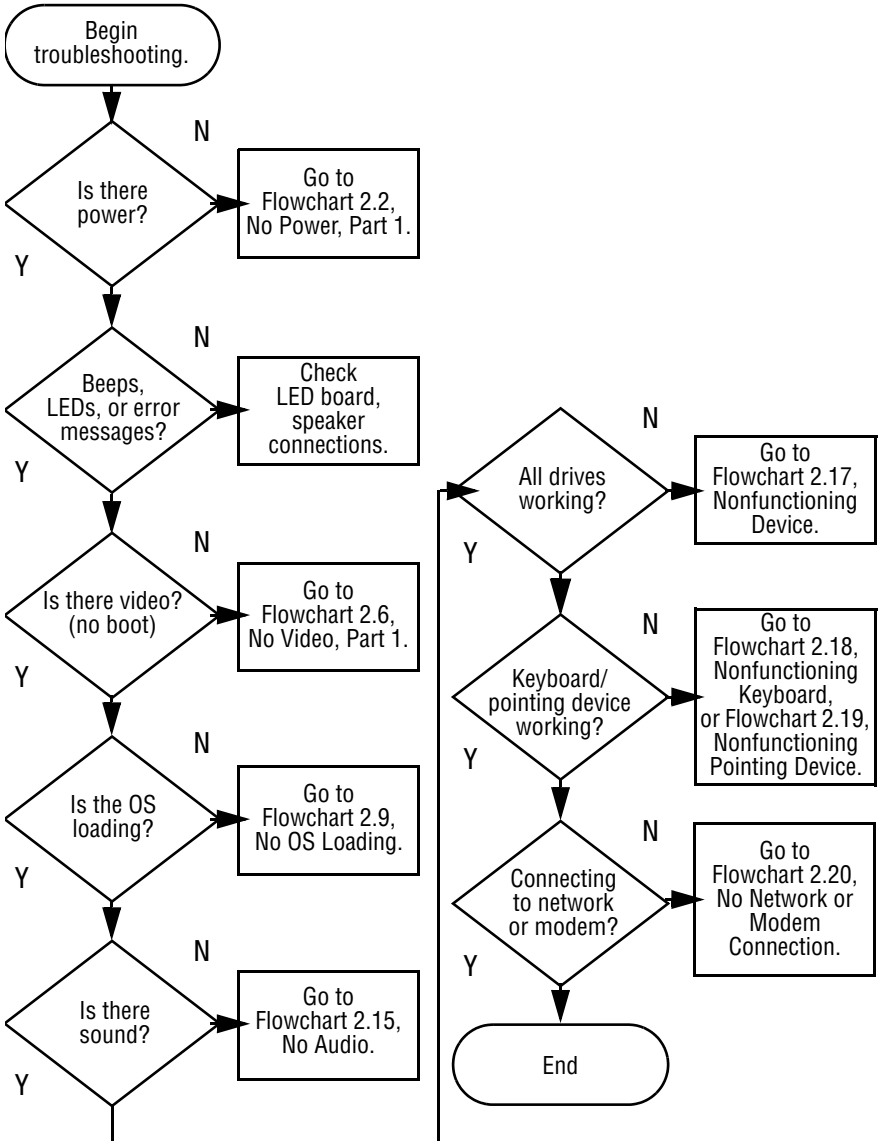 Begin
troubleshooting.
N
Is there
power?
Go to
Flowchart 2.2,
No Power, Part 1.
Y
N
Beeps,
LEDs, or error
messages?
Check
LED board,
speaker
connections.
Y
N
Is there video?
(no boot)
Go to
Flowchart 2.6,
No Video, Part 1.
Y
N
Is the OS
loading?
Go to
Flowchart 2.9,
No OS Loading.
Y
N
Is there
sound?
Go to
Flowchart 2.15,
No Audio.
Y
N
All drives
working?
Go to
Flowchart 2.17,
Nonfunctioning
Device.
Y
N
Keyboard/
pointing device
working?
Go to
Flowchart 2.18,
Nonfunctioning
Keyboard,
or Flowchart 2.19,
Nonfunctioning
Pointing Device.
Y
N
Connecting
to network
or modem?
Go to
Flowchart 2.20,
No Network or
Modem
Connection.
Y
End